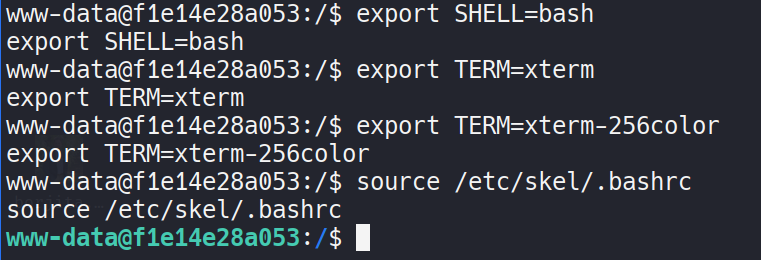 www-data@f1e14e28a053:/$ export SHELL=bash
export SHELL=bash
www-data@f1e14e28a053:/$ export TERM=xterm
export TERM=xterm
www-data@f1e14e28a053:/$ export TERM=xterm-256color
export TERM=xterm-256color
www-data@f1e14e28a053:/$ source /etc/skel/.bashrc
source /etc/skel/.bashrc
www-data@f1e14e28a053:/$